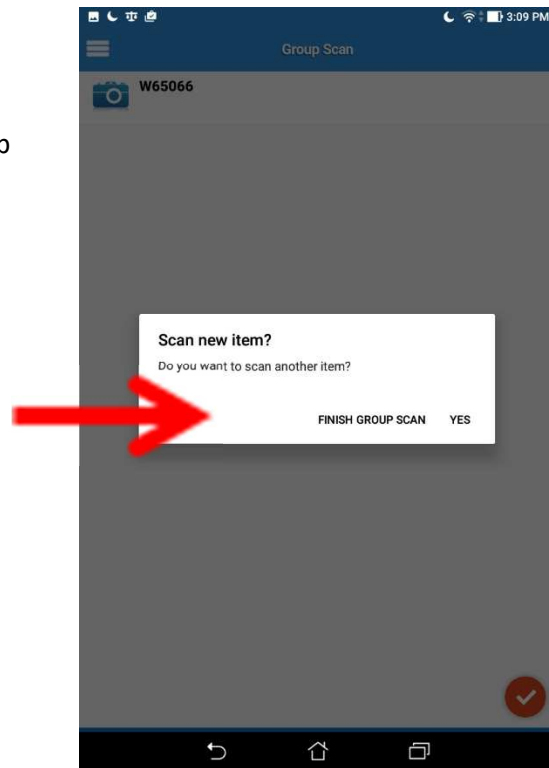 3:09 PM
Group Scan
W65066
Scan new item?
Do you want to scan another item?
FINISH GROUP SCAN YES